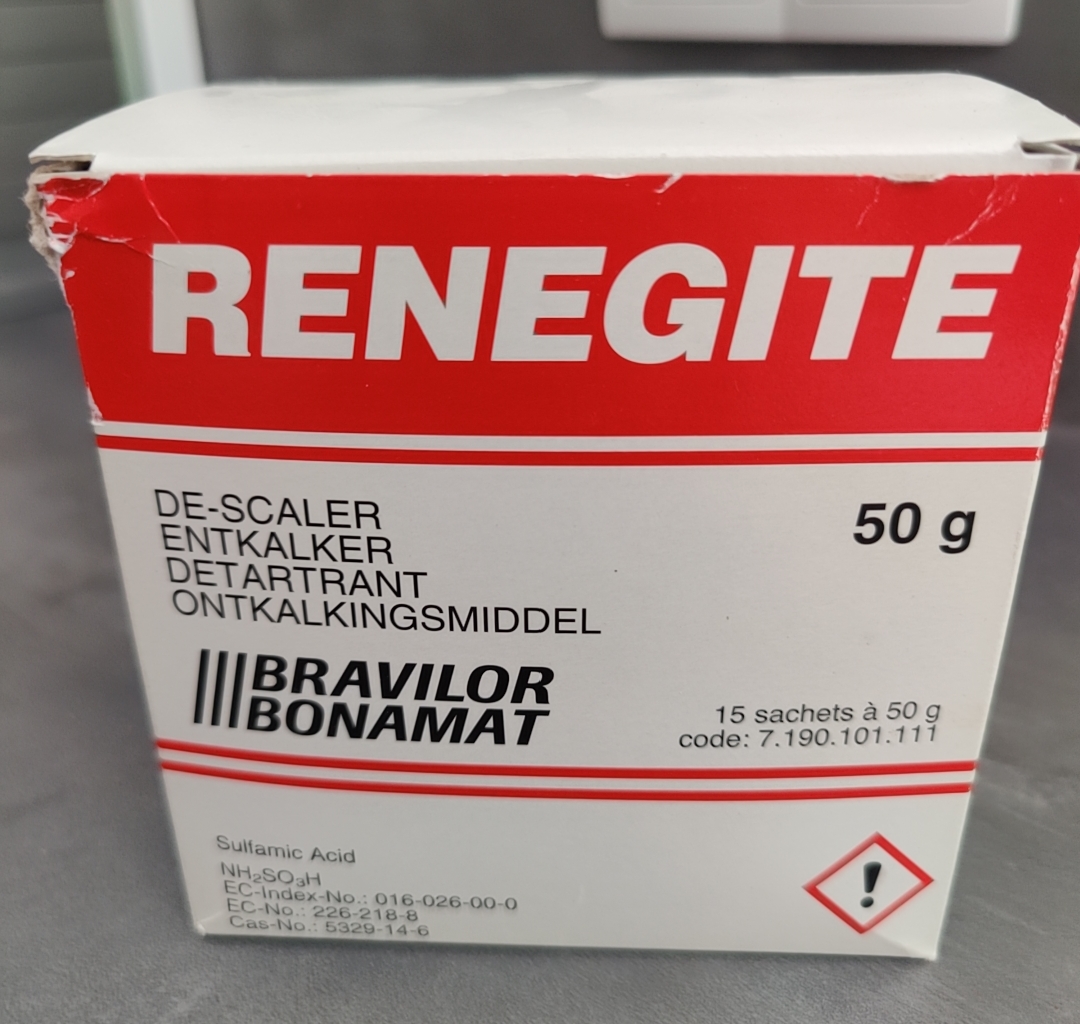 RENEGITE
DE-SCALER
ENTKALKER
DETARTRANT
ONTKALKINGSMIDDEL
50 g
BRAVILOR
BONAMAT
15 sachets à 50 g
code: 7.190.101.111
Sulfamic Acid
NH₂SO₃H
EC-Index-No.: 016-026-00-0
EC-No.: 226-218-8
Cas-No.: 5329-14-6